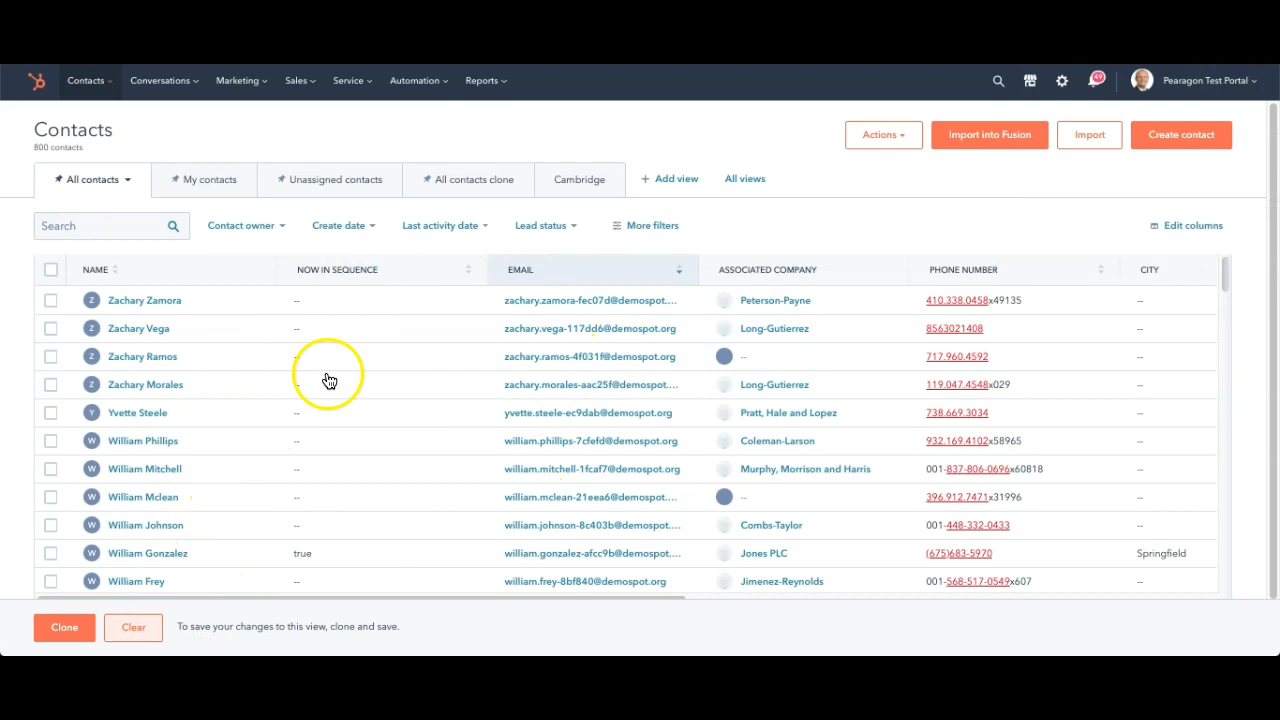 Contacts Conversations Marketing Sales Service Automation Reports 49 Pearagon Test Portal
Contacts
800 contacts
Actions Import into Fusion Import Create contact
All contacts My contacts Unassigned contacts All contacts clone Cambridge + Add view All views
Search Contact owner Create date Last activity date Lead status More filters Edit columns
NAME NOW IN SEQUENCE EMAIL ASSOCIATED COMPANY PHONE NUMBER CITY
Z Zachary Zamora -- zachary.zamora-fec07d@demospot.... Peterson-Payne 410.338.0458x49135 --
Z Zachary Vega -- zachary.vega-117dd6@demospot.org Long-Gutierrez 8563021408 --
Z Zachary Ramos -- zachary.ramos-4f031f@demospot.org -- 717.960.4592 --
Z Zachary Morales -- zachary.morales-aac25f@demospot.... Long-Gutierrez 119.047.4548x029 --
Y Yvette Steele -- yvette.steele-ec9dab@demospot.org Pratt, Hale and Lopez 738.669.3034 --
W William Phillips -- william.phillips-7cfefd@demospot.org Coleman-Larson 932.169.4102x58965 --
W William Mitchell -- william.mitchell-1fcaf7@demospot.org Murphy, Morrison and Harris 001-837-806-0696x60818 --
W William Mclean -- william.mclean-21eea6@demospot.... -- 396.912.7471x31996 --
W William Johnson -- william.johnson-8c403b@demospot.... Combs-Taylor 001-448-332-0433 --
W William Gonzalez true william.gonzalez-afcc9b@demospot.... Jones PLC (675)683-5970 Springfield
W William Frey -- william.frey-8bf840@demospot.org Jimenez-Reynolds 001-568-517-0549x607 --
Clone Clear To save your changes to this view, clone and save.